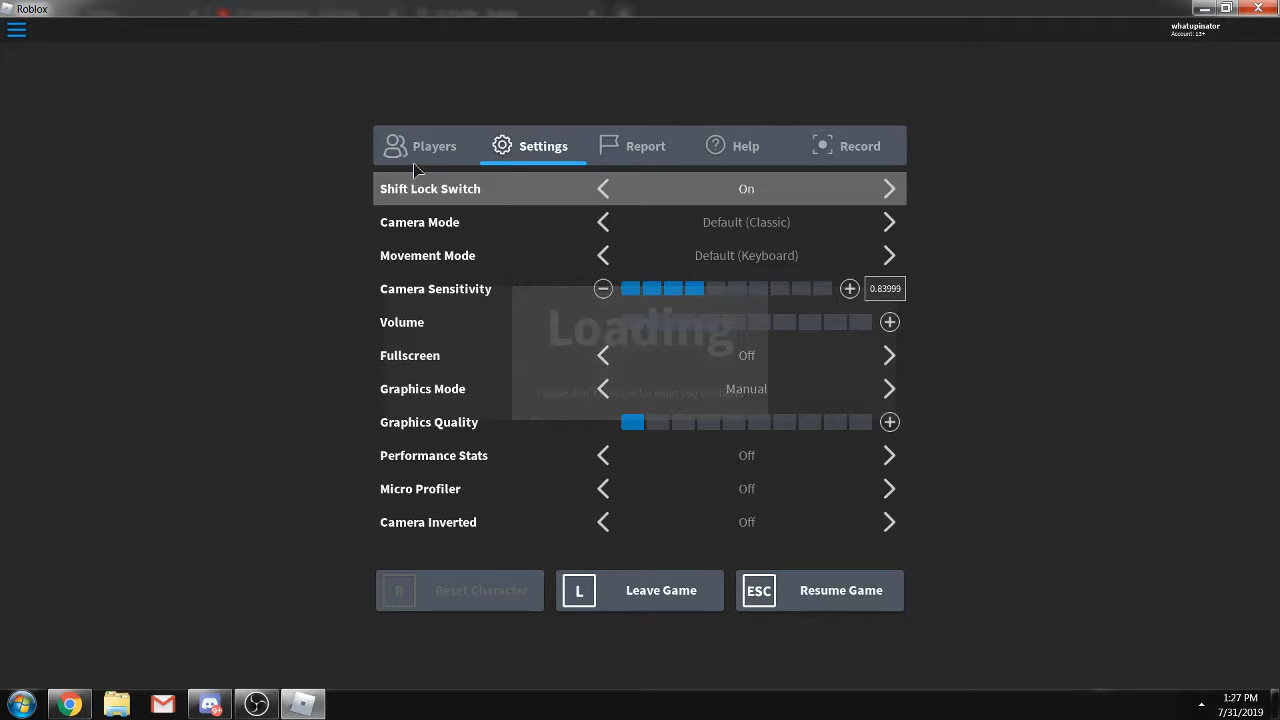 Roblox
whatupinator
Account: 13+
Players
Settings
Report
Help
Record
Shift Lock Switch
On
Camera Mode
Default (Classic)
Movement Mode
Default (Keyboard)
Camera Sensitivity
0.83999
Loading
Volume
Fullscreen
Off
Graphics Mode
Manual
Graphics Quality
Performance Stats
Off
Micro Profiler
Off
Camera Inverted
Off
R
Reset Character
L
Leave Game
ESC
Resume Game
9+
1:27 PM
7/31/2019